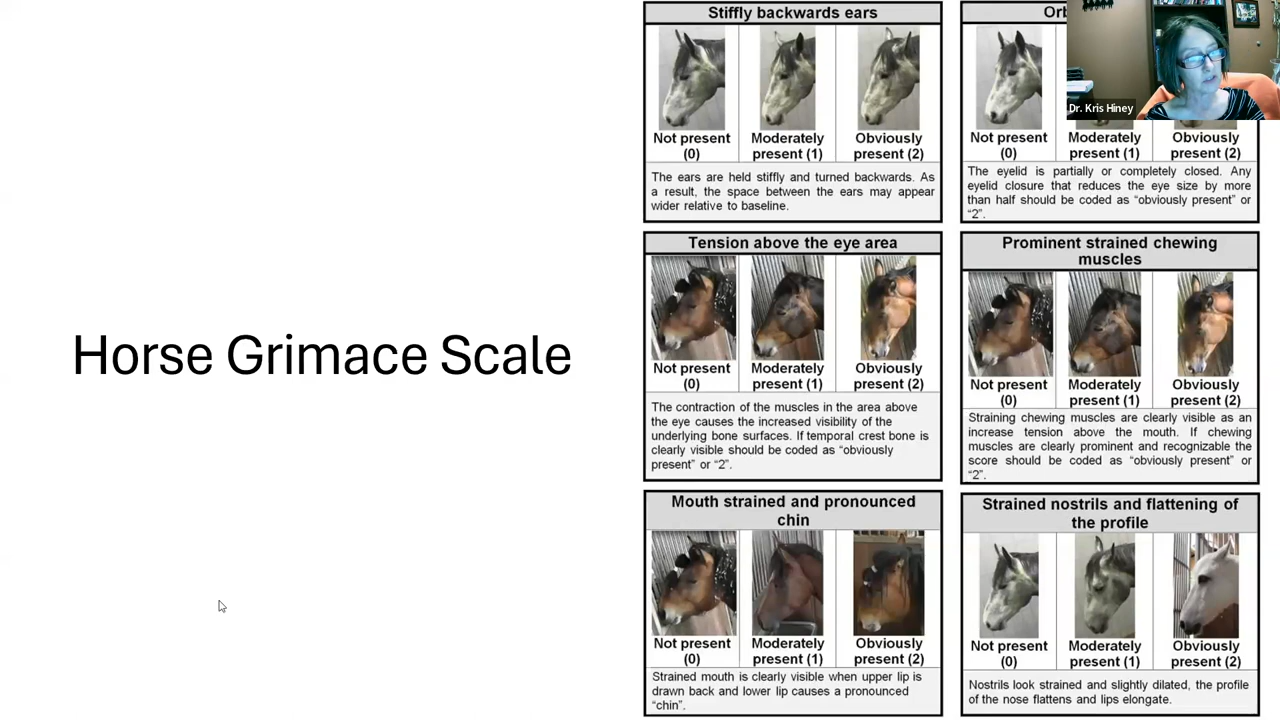 Horse Grimace Scale
Stiffly backwards ears
Not present
(0)
Moderately
present (1)
Obviously
present (2)
The ears are held stiffly and turned backwards. As
a result, the space between the ears may appear
wider relative to baseline.
Dr. Kris Hiney
Not present
(0)
Moderately
present (1)
Obviously
present (2)
The eyelid is partially or completely closed. Any
eyelid closure that reduces the eye size by more
than half should be coded as “obviously present” or
“2”.
Tension above the eye area
Not present
(0)
Moderately
present (1)
Obviously
present (2)
The contraction of the muscles in the area above
the eye causes the increased visibility of the
underlying bone surfaces. If temporal crest bone is
clearly visible should be coded as “obviously
present” or “2”.
Prominent strained chewing
muscles
Not present
(0)
Moderately
present (1)
Obviously
present (2)
Straining chewing muscles are clearly visible as an
increase tension above the mouth. If chewing
muscles are clearly prominent and recognizable the
score should be coded as “obviously present” or
“2”.
Mouth strained and pronounced
chin
Not present
(0)
Moderately
present (1)
Obviously
present (2)
Strained mouth is clearly visible when upper lip is
drawn back and lower lip causes a pronounced
“chin”.
Strained nostrils and flattening of
the profile
Not present
(0)
Moderately
present (1)
Obviously
present (2)
Nostrils look strained and slightly dilated, the profile
of the nose flattens and lips elongate.